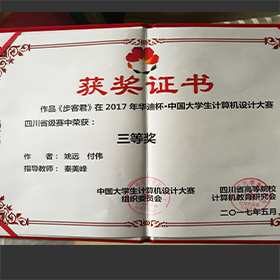 获奖证书
作品《步客君》在 2017 年华迪杯·中国大学生计算机设计大赛
四川省级赛中荣获：
三等奖
作 者： 姚远 付伟
指导教师： 秦美峰
中国大学生计算机设计大赛 四川省高等院校
组织委员会 计算机教育研究会
二〇一七年五月